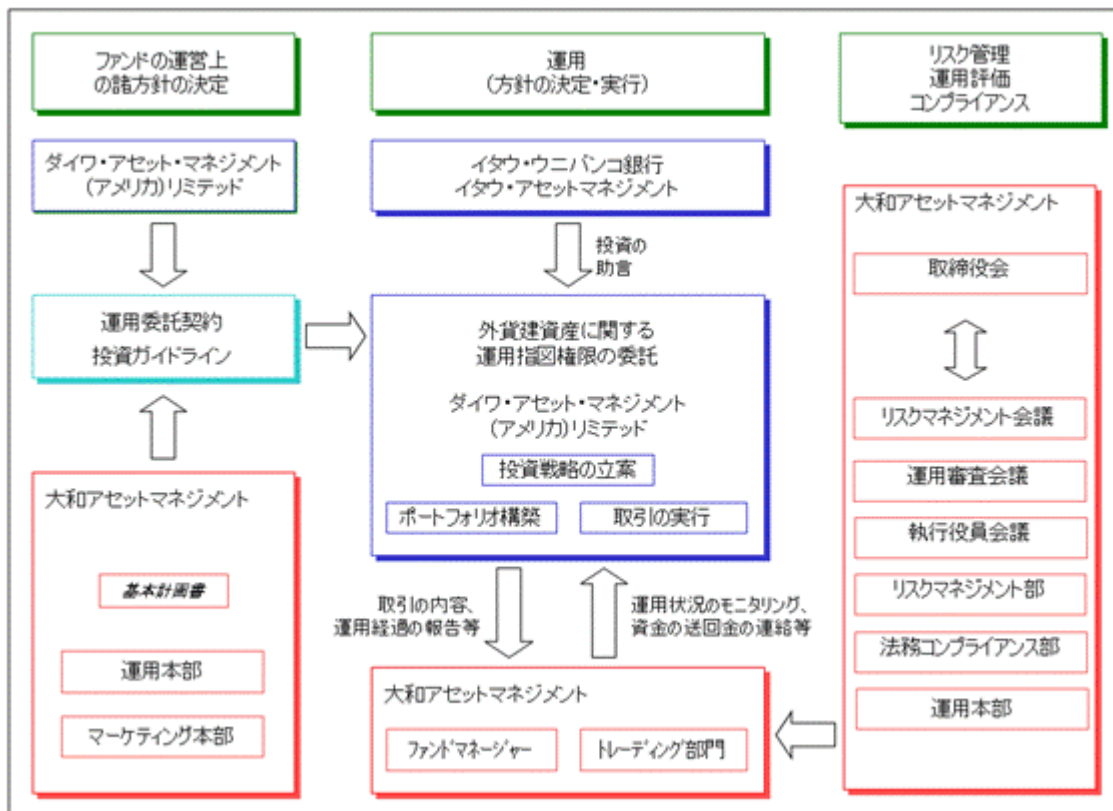 ファンドの運営上
の諸方針の決定
運用
(方針の決定・実行)
リスク管理
運用評価
コンプライアンス
ダイワ・アセット・マネジメント
(アメリカ)リミテッド
イタウ・ウニバンコ銀行
イタウ・アセットマネジメント
投資の
助言
運用委託契約
投資ガイドライン
外貨建資産に関する
運用指図権限の委託
ダイワ・アセット・マネジメント
(アメリカ)リミテッド
投資戦略の立案
ポートフォリオ構築
取引の実行
大和アセットマネジメント
基本計画書
運用本部
マーケティング本部
取引の内容、
運用経過の報告等
運用状況のモニタリング、
資金の送回金の連絡等
大和アセットマネジメント
ファンドマネージャー
トレーディング部門
大和アセットマネジメント
取締役会
リスクマネジメント会議
運用審査会議
執行役員会議
リスクマネジメント部
法務コンプライアンス部
運用本部